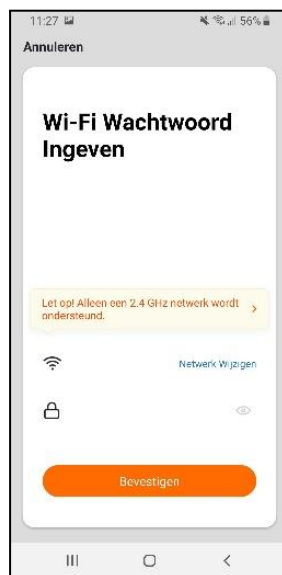 11:27 56%
Annuleren
Wi-Fi Wachtwoord
Ingeven
Let op! Alleen een 2.4 GHz netwerk wordt
ondersteund.
Netwerk Wijzigen
Bevestigen